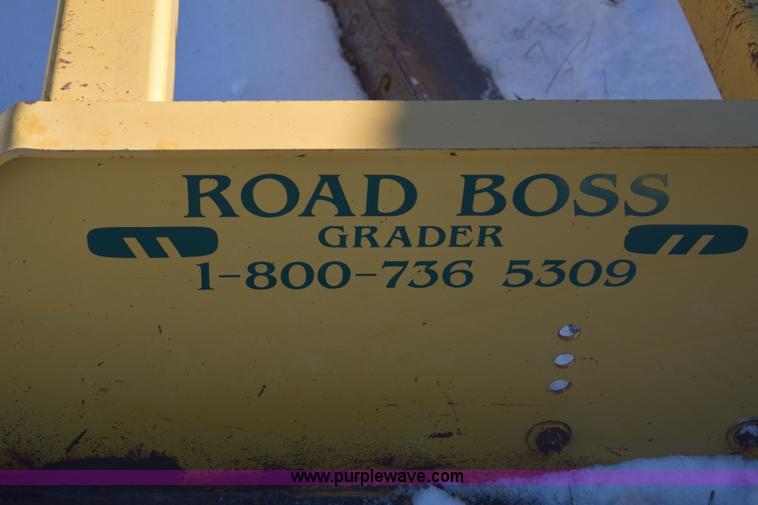 ROAD BOSS
GRADER
1-800-736 5309
www.purplewave.com